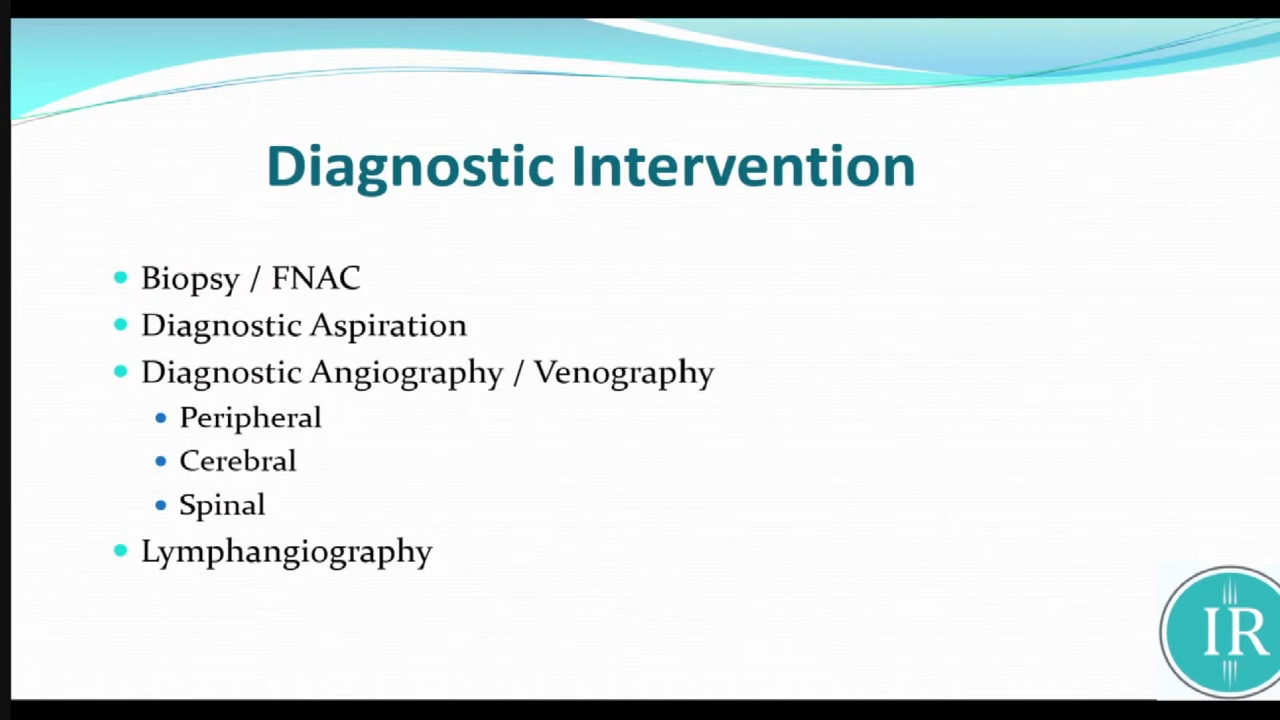 Diagnostic Intervention
Biopsy / FNAC
Diagnostic Aspiration
Diagnostic Angiography / Venography
Peripheral
Cerebral
Spinal
Lymphangiography
IR